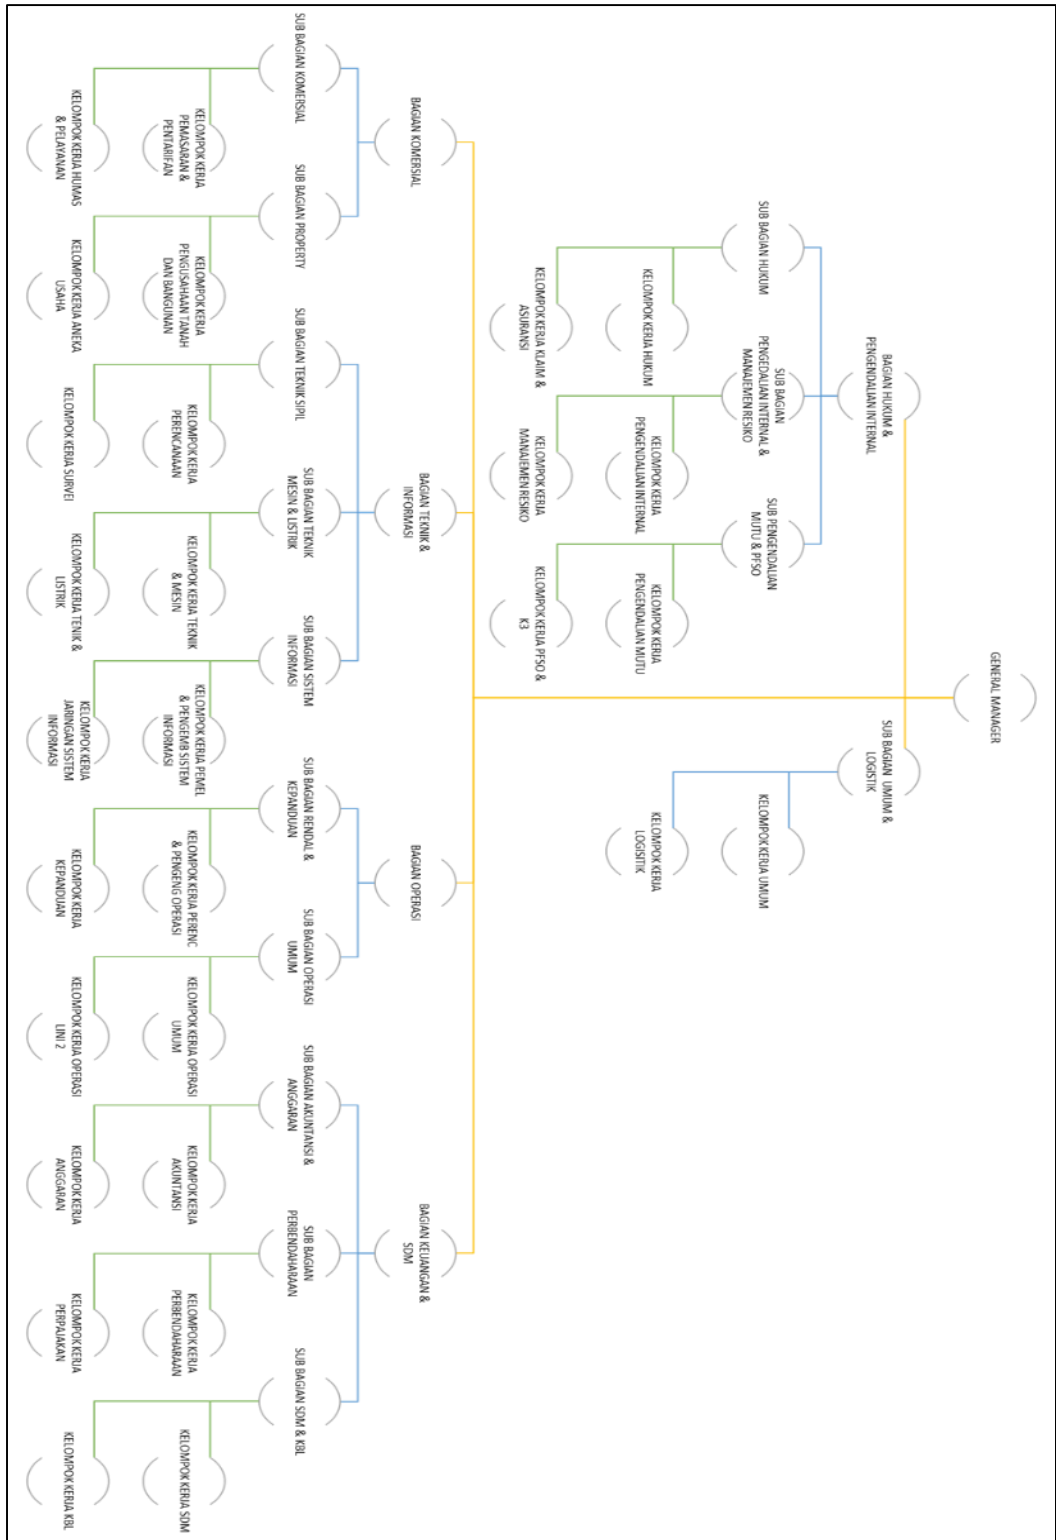 GENERAL MANAGER
BAGIAN HUKUM &
PENGENDALIAN INTERNAL
SUB BAGIAN UMUM &
LOGISTIK
SUB BAGIAN HUKUM
SUB BAGIAN
PENGEDALIAN INTERNAL &
MANAJEMEN RESIKO
SUB PENGENDALIAN
MUTU & PFSO
KELOMPOK KERJA UMUM
KELOMPOK KERJA HUKUM
KELOMPOK KERJA
PENGENDALIAN INTERNAL
KELOMPOK KERJA
PENGENDALIAN MUTU
KELOMPOK KERJA
LOGISITIK
KELOMPOK KERJA KLAIM &
ASURANSI
KELOMPOK KERJA
MANAJEMEN RESIKO
KELOMPOK KERJA PFSO &
K3
BAGIAN KOMERSIAL
BAGIAN TEKNIK &
INFORMASI
BAGIAN OPERASI
BAGIAN KEUANGAN &
SDM
SUB BAGIAN KOMERSIAL
SUB BAGIAN PROPERTY
SUB BAGIAN TEKNIK SIPIL
SUB BAGIAN TEKNIK
MESIN & LISTRIK
SUB BAGIAN SISTEM
INFORMASI
SUB BAGIAN RENDAL &
KEPANDUAN
SUB BAGIAN OPERASI
UMUM
SUB BAGIAN AKUNTANSI &
ANGGARAN
SUB BAGIAN
PERBENDAHARAAN
SUB BAGIAN SDM & KBL
KELOMPOK KERJA
PEMASARAN &
PENTARIFAN
KELOMPOK KERJA
PENGUSAHAAN TANAH
DAN BANGUNAN
KELOMPOK KERJA
PERENCANAAN
KELOMPOK KERJA TEKNIK
& MESIN
KELOMPOK KERJA PEMEL
& PENGEMB SISTEM
INFORMASI
KELOMPOK KERJA PERENC
& PENGENG OPERASI
KELOMPOK KERJA OPERASI
UMUM
KELOMPOK KERJA
AKUNTANSI
KELOMPOK KERJA
PERBENDAHARAAN
KELOMPOK KERJA SDM
KELOMPOK KERJA HUMAS
& PELAYANAN
KELOMPOK KERJA ANEKA
USAHA
KELOMPOK KERJA SURVEI
KELOMPOK KERJA TENIK &
LISTRIK
KELOMPOK KERJA
JARINGAN SISTEM
INFORMASI
KELOMPOK KERJA
KEPANDUAN
KELOMPOK KERJA OPERASI
LINI 2
KELOMPOK KERJA
ANGGARAN
KELOMPOK KERJA
PERPAJAKAN
KELOMPOK KERJA KBL